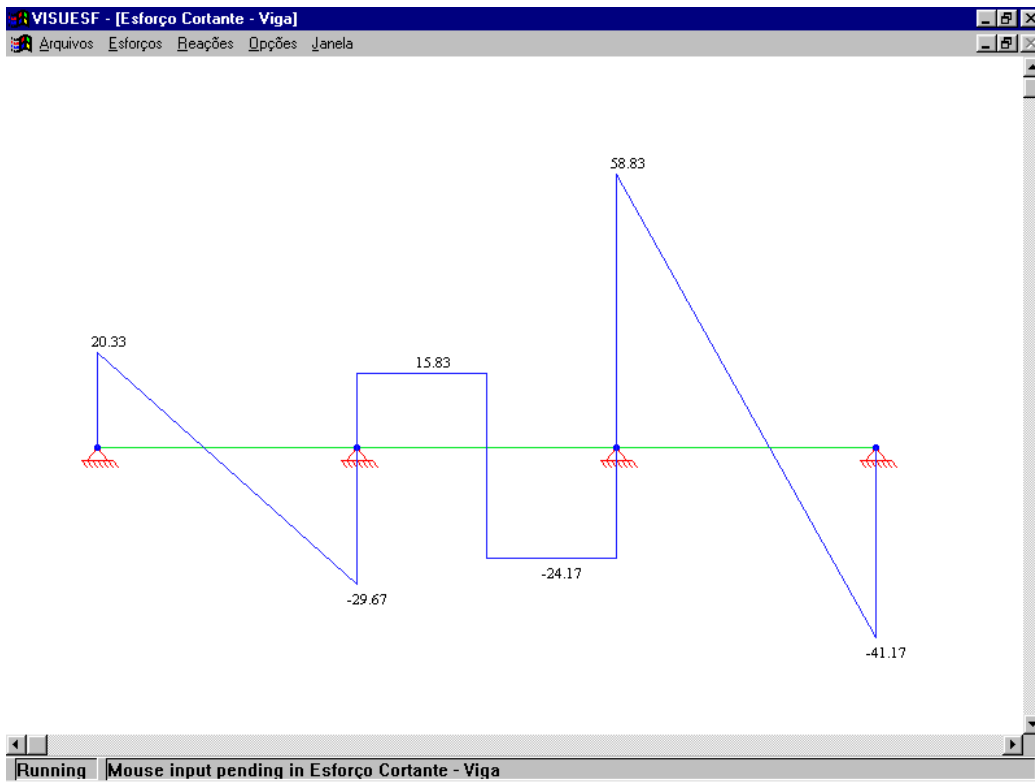 VISUESF - [Esforço Cortante - Viga]
Arquivos Esforços Reações Opções Janela
58.83
20.33
15.83
-24.17
-29.67
-41.17
Running Mouse input pending in Esforço Cortante - Viga